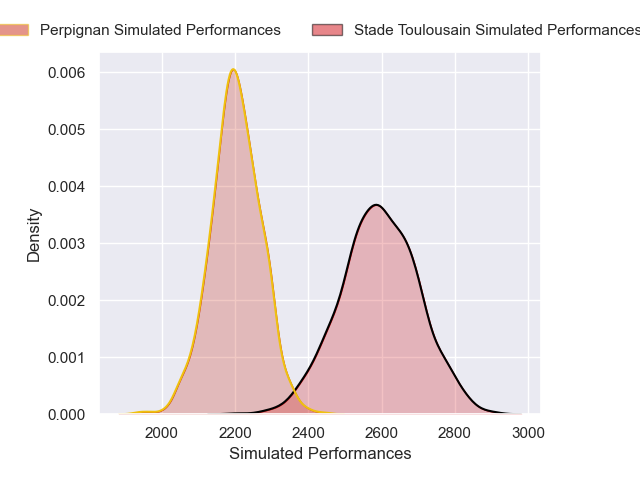 Perpignan Simulated Performances
Stade Toulousain Simulated Performances
0.006
0.005
0.004
0.003
0.002
0.001
0.000
Density
2000 2200 2400 2600 2800 3000
Simulated Performances